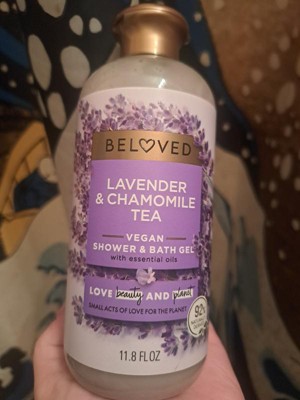 BELOVED
LAVENDER
& CHAMOMILE
TEA
VEGAN
SHOWER & BATH GEL
with essential oils
LOVE beauty AND planet
SMALL ACTS OF LOVE FOR THE PLANET
92%
11.8 FL OZ